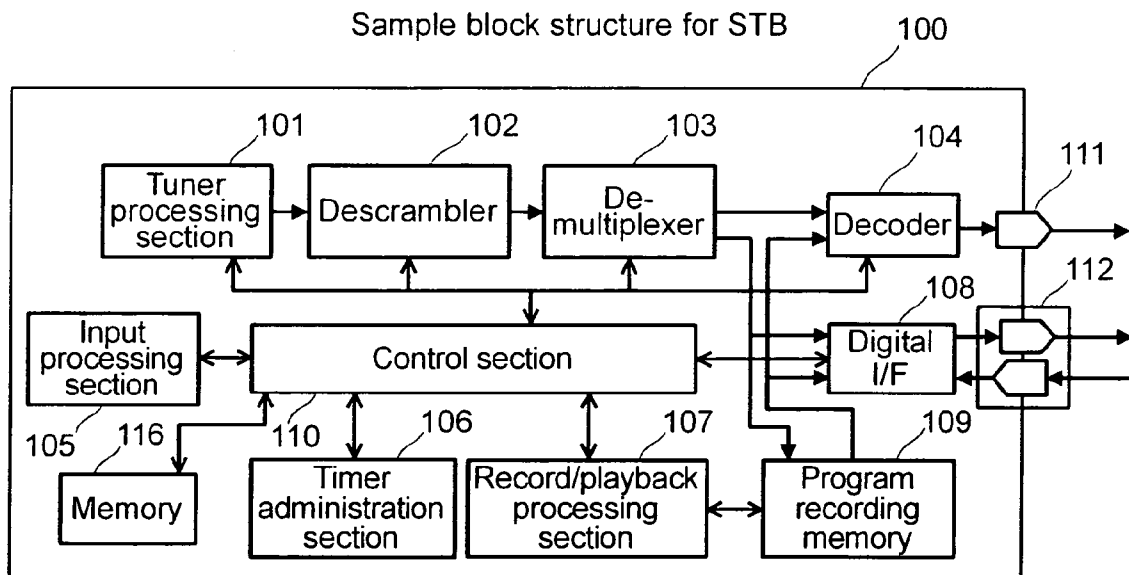 Sample block structure for STB
100
101
102
103
104
111
Tuner
processing
section
Descrambler
De-
multiplexer
Decoder
112
108
Input
processing
section
Control section
Digital
I/F
105
116
110
106
107
109
Memory
Timer
administration
section
Record/playback
processing
section
Program
recording
memory